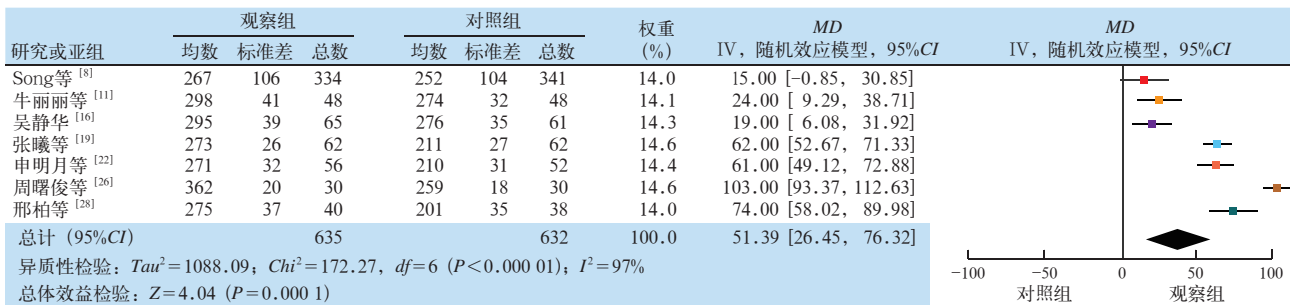 观察组 对照组 权重 MD MD
研究或亚组 均数 标准差 总数 均数 标准差 总数 (%) IV，随机效应模型，95%CI IV，随机效应模型，95%CI
Song等 [8] 267 106 334 252 104 341 14.0 15.00 [-0.85, 30.85]
牛丽丽等 [11] 298 41 48 274 32 48 14.1 24.00 [ 9.29, 38.71]
吴静华 [16] 295 39 65 276 35 61 14.3 19.00 [ 6.08, 31.92]
张曦等 [19] 273 26 62 211 27 62 14.6 62.00 [52.67, 71.33]
申明月等 [22] 271 32 56 210 31 52 14.4 61.00 [49.12, 72.88]
周曙俊等 [26] 362 20 30 259 18 30 14.6 103.00 [93.37, 112.63]
邢柏等 [28] 275 37 40 201 35 38 14.0 74.00 [58.02, 89.98]
总计（95%CI） 635 632 100.0 51.39 [26.45, 76.32]
异质性检验：Tau²=1088.09；Chi²=172.27，df=6（P<0.000 01）；I²=97%
总体效益检验：Z=4.04（P=0.000 1）
-100 -50 0 50 100
对照组 观察组